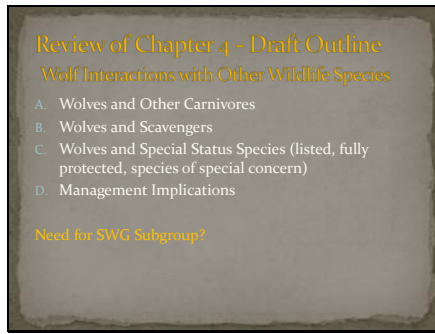 Review of Chapter 4 - Draft Outline
Wolf Interactions with Other Wildlife Species
A. Wolves and Other Carnivores
B. Wolves and Scavengers
C. Wolves and Special Status Species (listed, fully
protected, species of special concern)
D. Management Implications
Need for SWG Subgroup?